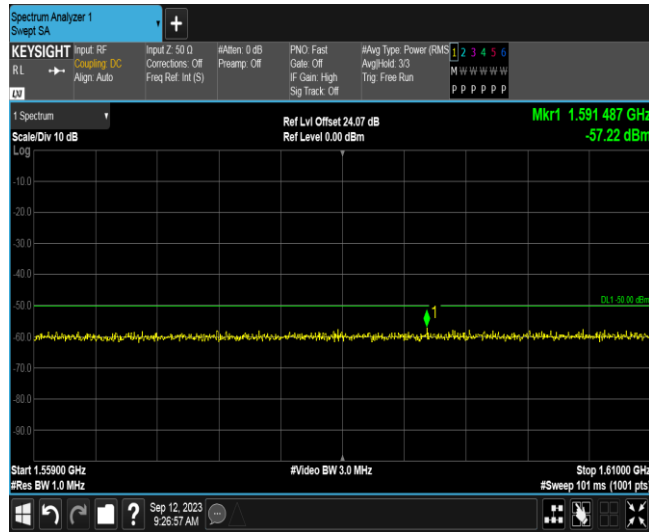 Spectrum Analyzer 1
Swept SA
+
KEYSIGHT
RL
LXI
Input: RF
Coupling: DC
Align: Auto
Input Z: 50 Ω
Corrections: Off
Freq Ref: Int (S)
#Atten: 0 dB
Preamp: Off
PNO: Fast
Gate: Off
IF Gain: High
Sig Track: Off
#Avg Type: Power (RMS
Avg|Hold: 3/3
Trig: Free Run
1 2 3 4 5 6
M W W W W W
P P P P P P
1 Spectrum
Scale/Div 10 dB
Log
Ref Lvl Offset 24.07 dB
Ref Level 0.00 dBm
Mkr1 1.591 487 GHz
-57.22 dBm
-10.0
-20.0
-30.0
-40.0
-50.0
DL1 -50.00 dBm
1
-60.0
-70.0
-80.0
-90.0
Start 1.55900 GHz
#Res BW 1.0 MHz
#Video BW 3.0 MHz
Stop 1.61000 GHz
#Sweep 101 ms (1001 pts)
?
Sep 12, 2023
9:26:57 AM